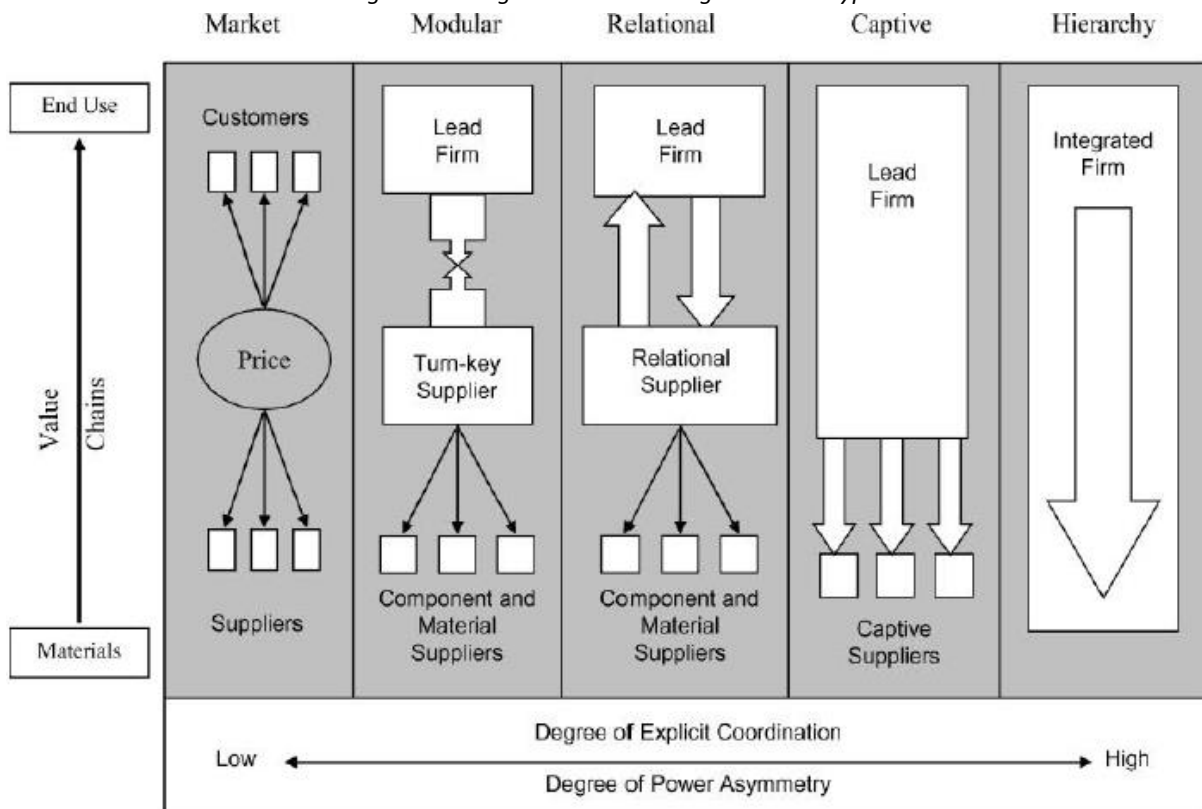 Market
Modular
Relational
Captive
Hierarchy
End Use
Value
Chains
Materials
Customers
Price
Suppliers
Lead
Firm
Turn-key
Supplier
Component and
Material
Suppliers
Lead
Firm
Relational
Supplier
Component and
Material
Suppliers
Lead
Firm
Captive
Suppliers
Integrated
Firm
Degree of Explicit Coordination
Low
High
Degree of Power Asymmetry